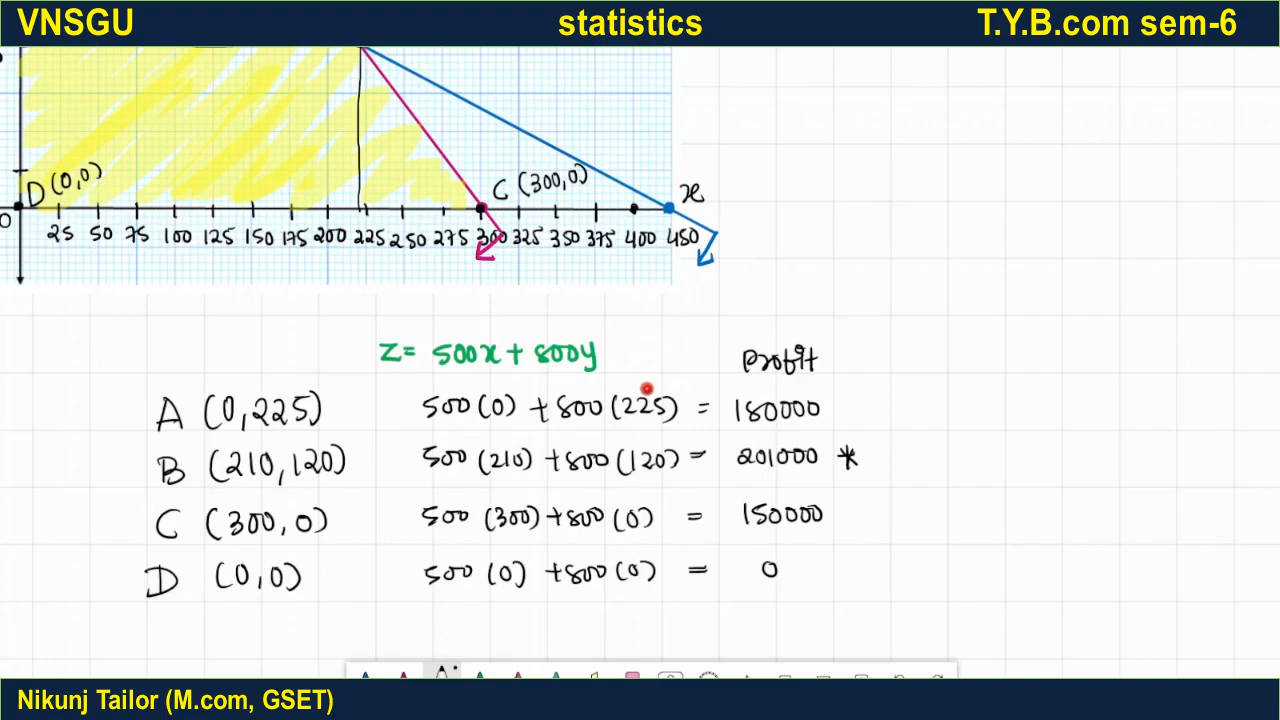 VNSGU statistics T.Y.B.com sem-6
D(0,0) C (300,0) x
0 25 50 75 100 125 150 175 200 225 250 275 300 325 350 375 400 450
Z= 500x + 800y Profit
A (0,225) 500(0) + 800(225) = 180000
B (210,120) 500(210) +800(120) = 201000 *
C (300,0) 500 (300)+800 (0) = 150000
D (0,0) 500 (0) +800(0) = 0
Nikunj Tailor (M.com, GSET)